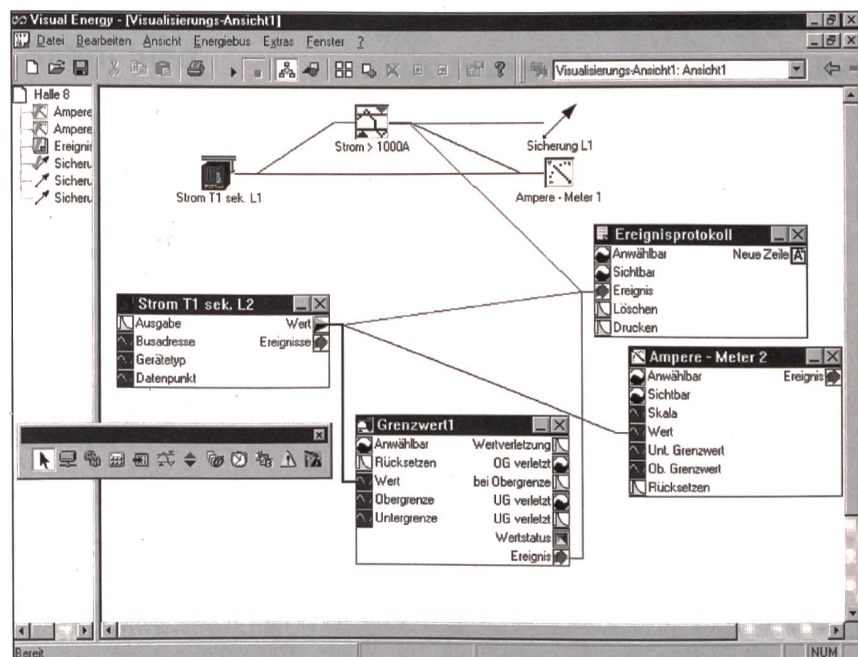 Visual Energy - [Visualisierungs-Ansicht1]
Datei Bearbeiten Ansicht Energiebus Extras Fenster ?
Visualisierungs-Ansicht1: Ansicht1
Halle 8
Ampere
Ampere
Ereignis
Sicheru
Sicheru
Sicheru
Strom > 1000A
Sicherung L1
Strom T1 sek. L1
Ampere - Meter 1
Ereignisprotokoll
Anwählbar Neue Zeile A
Sichtbar
Ereignis
Löschen
Drucken
Strom T1 sek. L2
Ausgabe Wert
Busadresse Ereignisse
Gerätetyp
Datenpunkt
Ampere - Meter 2
Anwählbar Ereignis
Sichtbar
Skala
Wert
Unt. Grenzwert
Ob. Grenzwert
Rücksetzen
Grenzwert1
Anwählbar Wertverletzung
Rücksetzen OG verletzt
Wert bei Obergrenze
Obergrenze UG verletzt
Untergrenze UG verletzt
Wertstatus
Ereignis
Bereit NUM